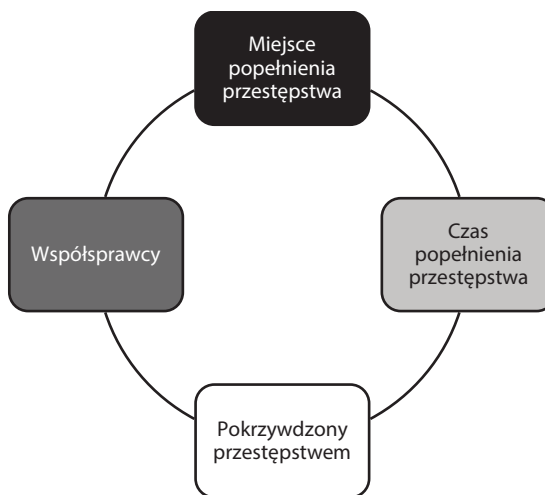 Miejsce
popełnienia
przestępstwa
Współsprawcy
Czas
popełnienia
przestępstwa
Pokrzywdzony
przestępstwem